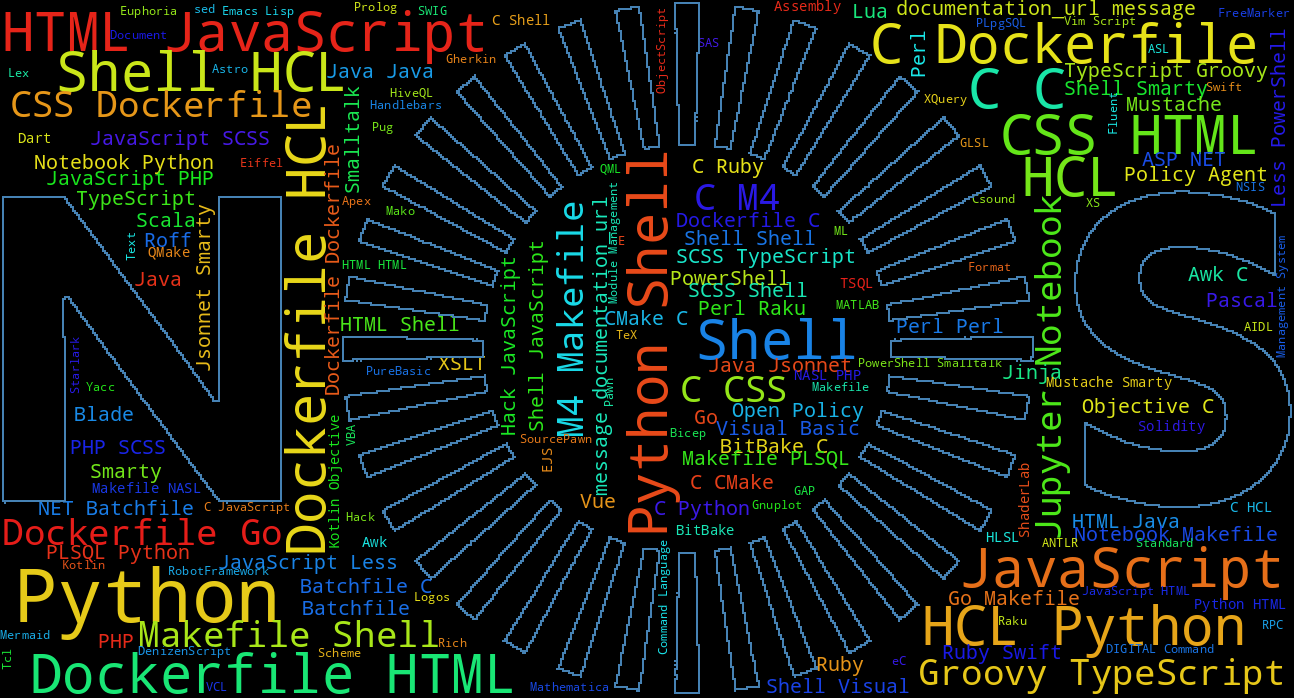 Euphoria
sed
Emacs Lisp
Prolog
SWIG
C Shell
Assembly
Lua
documentation_url message
HTML JavaScript
Document
PLpgSQL
Vim Script
FreeMarker
ObjectScript
SAS
Perl
C Dockerfile
ASL
Lex
Shell HCL
Astro
Java Java
Gherkin
TypeScript Groovy
C C
Shell Smarty
Swift
CSS Dockerfile
HiveQL
Handlebars
XQuery
Mustache
Less PowerShell
Fluent
Dart
JavaScript SCSS
Pug
Smalltalk
GLSL
CSS HTML
Notebook Python
Eiffel
JavaScript PHP
QML
C Ruby
ASP NET
HCL
Policy Agent
NSIS
TypeScript
Apex
C M4
Csound
XS
Scala
Mako
Dockerfile C
Text
Roff
QMake
Shell Shell
ML
Module Management
SCSS TypeScript
Java
HTML HTML
Format
Awk C
PowerShell
TSQL
SCSS Shell
Pascal
Management System
Jsonnet Smarty
Dockerfile HCL
Dockerfile Dockerfile
Perl Raku
MATLAB
HTML Shell
CMake C
TeX
Shell
Perl Perl
AIDL
Starlark
XSLT
PureBasic
Java Jsonnet
PowerShell Smalltalk
NASL PHP
Jinja
Yacc
C CSS
Makefile
Mustache Smarty
Hack JavaScript
Shell JavaScript
M4 Makefile
message documentation_url
Pawn
Python Shell
Jupyter Notebook
Blade
Go
Open Policy
Objective C
Visual Basic
Solidity
Bicep
VBA
PHP SCSS
SourcePawn
BitBake C
EJS
Makefile PLSQL
Smarty
Kotlin Objective
C CMake
Makefile NASL
GAP
ShaderLab
NET Batchfile
C JavaScript
Vue
C Python
Gnuplot
C HCL
Hack
HTML Java
Dockerfile Go
BitBake
HLSL
Notebook Makefile
Awk
ANTLR
Standard
PLSQL Python
Kotlin
JavaScript Less
RobotFramework
JavaScript
Python
Batchfile C
Logos
Go Makefile
JavaScript HTML
Batchfile
Python HTML
Command Language
Mermaid
PHP
Makefile Shell
Rich
HCL Python
Raku
RPC
Tcl
DenizenScript
Scheme
Ruby Swift
DIGITAL Command
Dockerfile HTML
VCL
Mathematica
Ruby
eC
Shell Visual
Groovy TypeScript